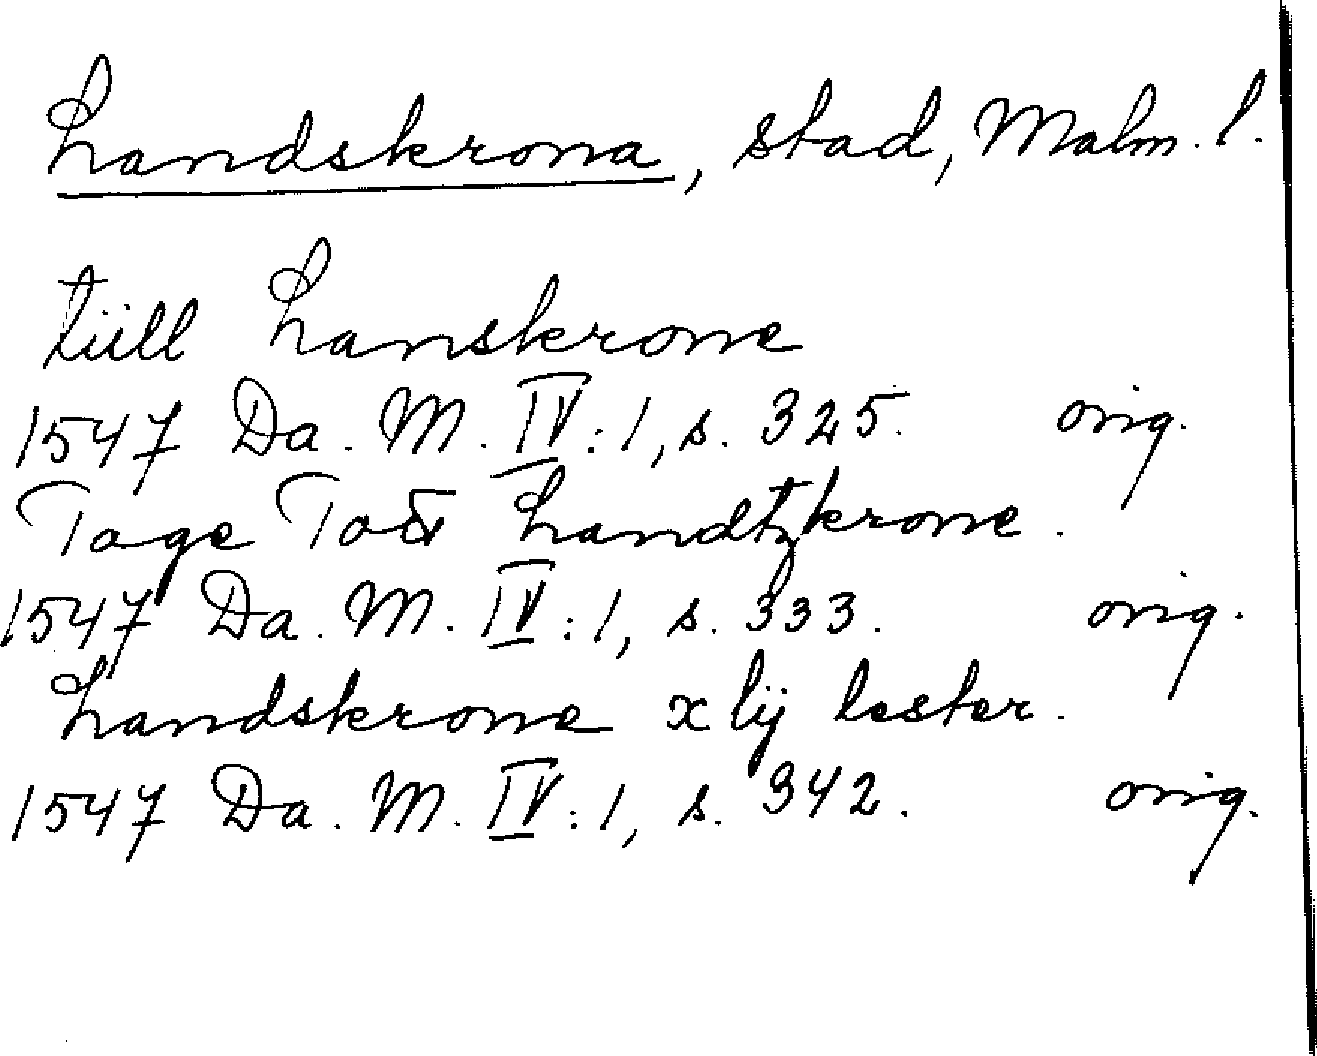 Landskrona, stad, Malm. l.
tiill Lanskrone
1547 Da. M. IV: 1, s. 325. orig.
Tage Tott Landtzkrone.
1547 Da. M. IV: 1, s. 333. orig.
Landskrone xlij lester.
1547 Da. M. IV: 1, s. 342. orig.